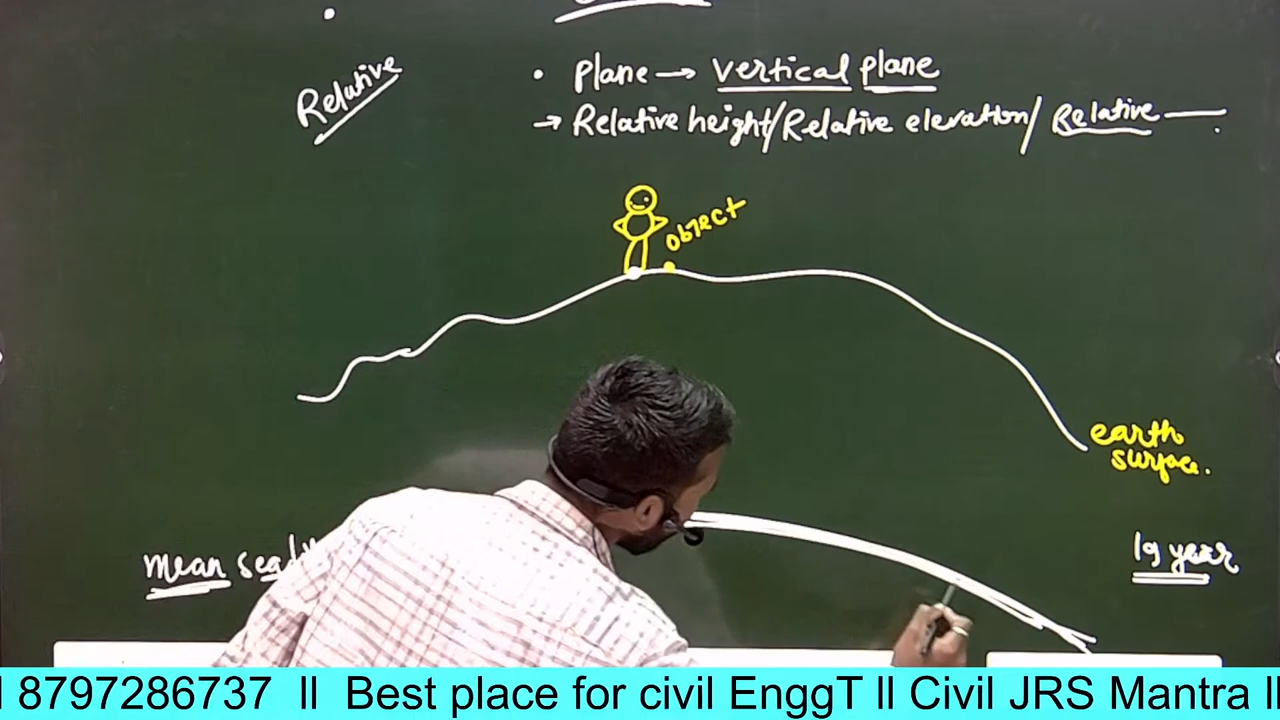 Relative
• Plane → vertical plane
→ Relative height/Relative elevation/Relative —.
object
earth
surface.
mean sea
19 year
8797286737 ll Best place for civil EnggT ll Civil JRS Mantra ll